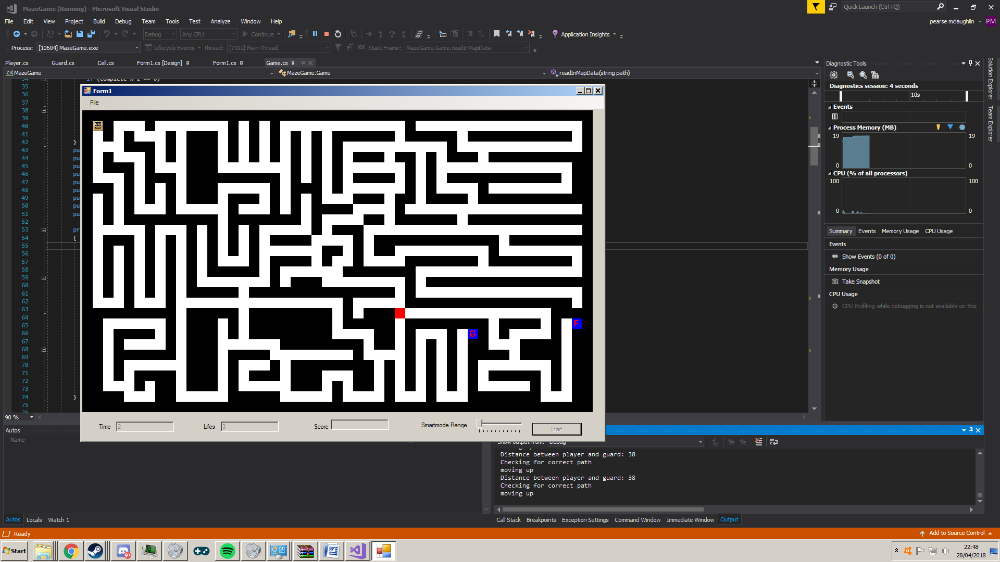 MazeGame (Running) - Microsoft Visual Studio
Quick Launch (Ctrl+Q)
File Edit View Project Build Debug Team Tools Test Analyze Window Help
pearse mclaughlin PM
Debug Any CPU Continue Application Insights
Process: [10604] MazeGame.exe Lifecycle Events Thread: [7192] Main Thread Stack Frame: MazeGame.Game.readInMapData
Player.cs Guard.cs Cell.cs Form1.cs [Design] Form1.cs Game.cs
C# MazeGame MazeGame.Game readInMapData(string path)
34 if (complete % 2 == 0)
35
36
37
38
39
40
41
42 }
43 pu
44 pu
45 pu
46 pu
47 pu
48 pu
49 pu
50 pu
51 pu
52
53 pr
54 {
55
56
57
58
59
60
61
62
63
64
65
66
67
68
69
70
71
72
73
74 }
75
76
90 %
Form1
File
F
G
Time 2 Lifes 3 Score Smartmode Range Start
Diagnostic Tools
Diagnostics session: 4 seconds
10s
Events
Process Memory (MB)
19 19
0 0
CPU (% of all processors)
100 100
0 0
Summary Events Memory Usage CPU Usage
Events
Show Events (0 of 0)
Memory Usage
Take Snapshot
CPU Usage
CPU Profiling while debugging is not available on this
Solution Explorer
Team Explorer
Autos
Name
Autos Locals Watch 1
Show output from: Debug
Distance between player and guard: 38
Checking for correct path
moving up
Distance between player and guard: 38
Checking for correct path
moving up
Call Stack Breakpoints Exception Settings Command Window Immediate Window Output
Ready
Add to Source Control
Start
9+
22:48
28/04/2018